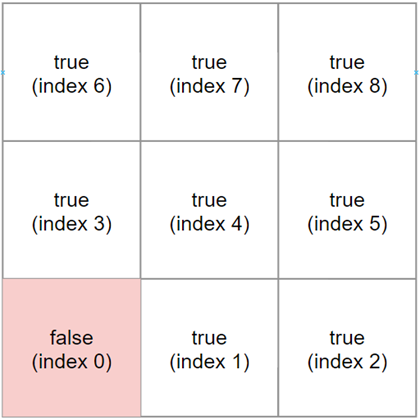 true
(index 6)
true
(index 7)
true
(index 8)
true
(index 3)
true
(index 4)
true
(index 5)
false
(index 0)
true
(index 1)
true
(index 2)